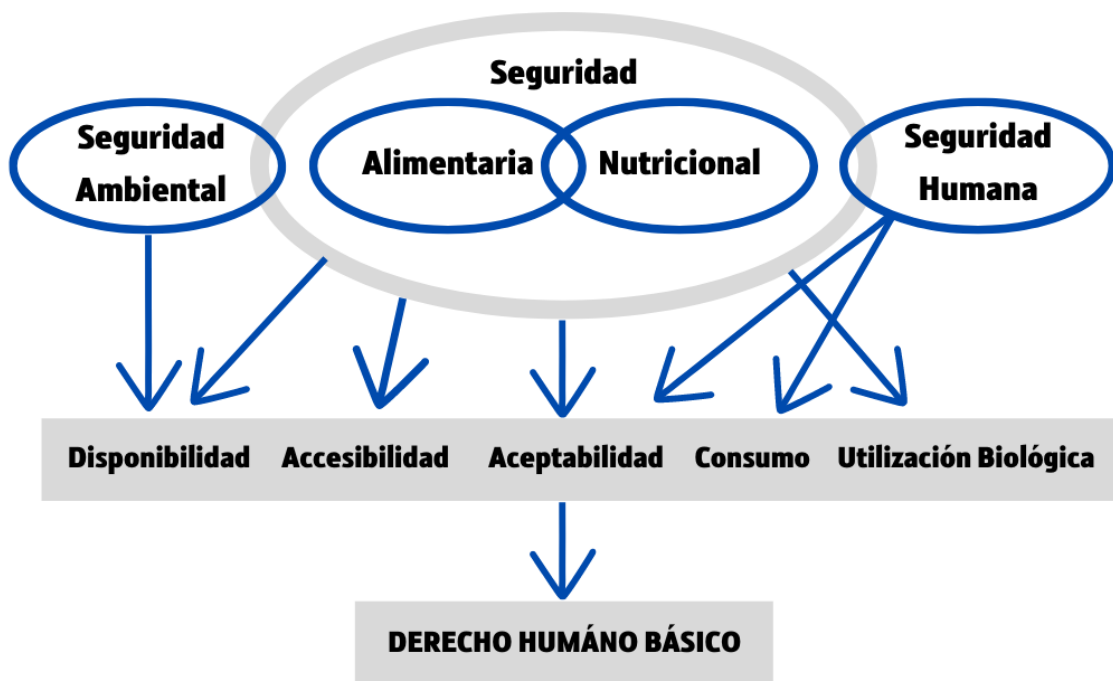 Seguridad
Seguridad
Ambiental
Alimentaria
Nutricional
Seguridad
Humana
Disponibilidad
Accesibilidad
Aceptabilidad
Consumo
Utilización Biológica
DERECHO HUMÁNO BÁSICO